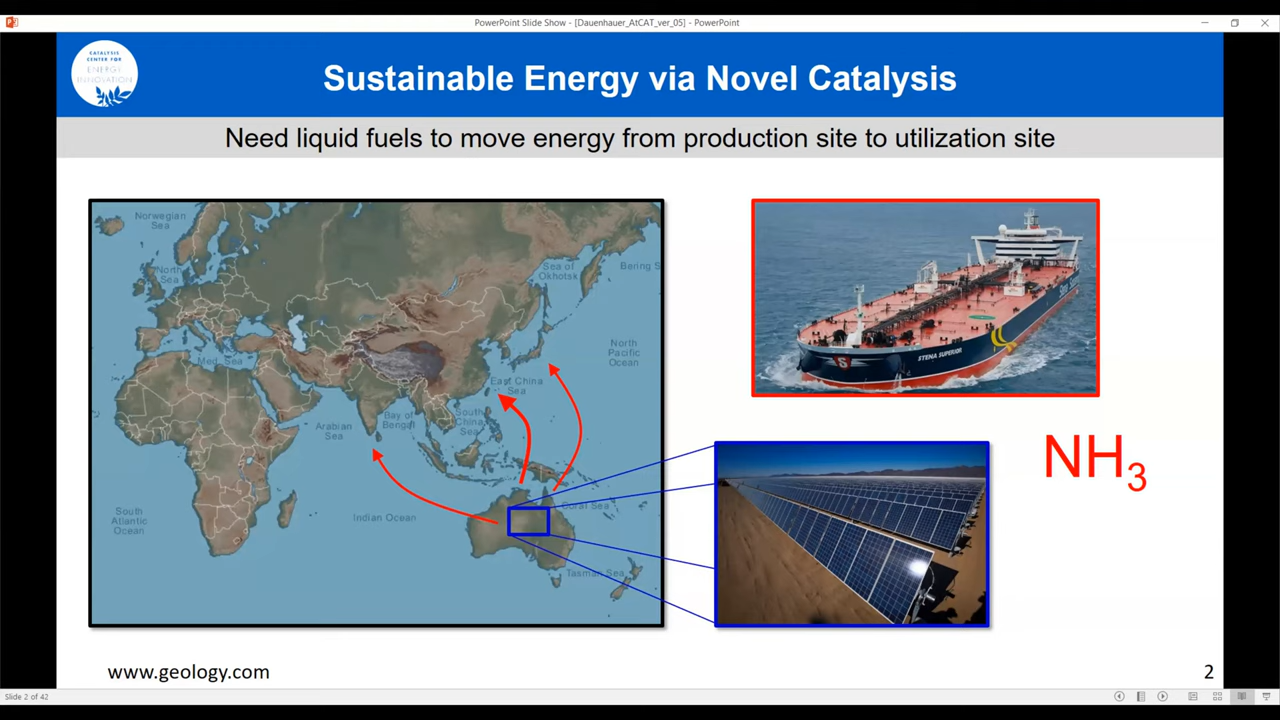 PowerPoint Slide Show - [Dauenhauer_AtCAT_ver_05] - PowerPoint
CATALYSIS
CENTER FOR
ENERGY
INNOVATION
Sustainable Energy via Novel Catalysis
Need liquid fuels to move energy from production site to utilization site
Norwegian
Sea
North
Sea
Sea of
Okhotsk
Bering S
Med. Sea
North
Pacific
Ocean
East China
Sea
Arabian
Sea
Bay of
Bengal
South
China
Sea
Coral Sea
South
Atlantic
Ocean
Indian Ocean
Tasman Sea
STENA SUPERIOR
S
NH3
www.geology.com
2
Slide 2 of 42